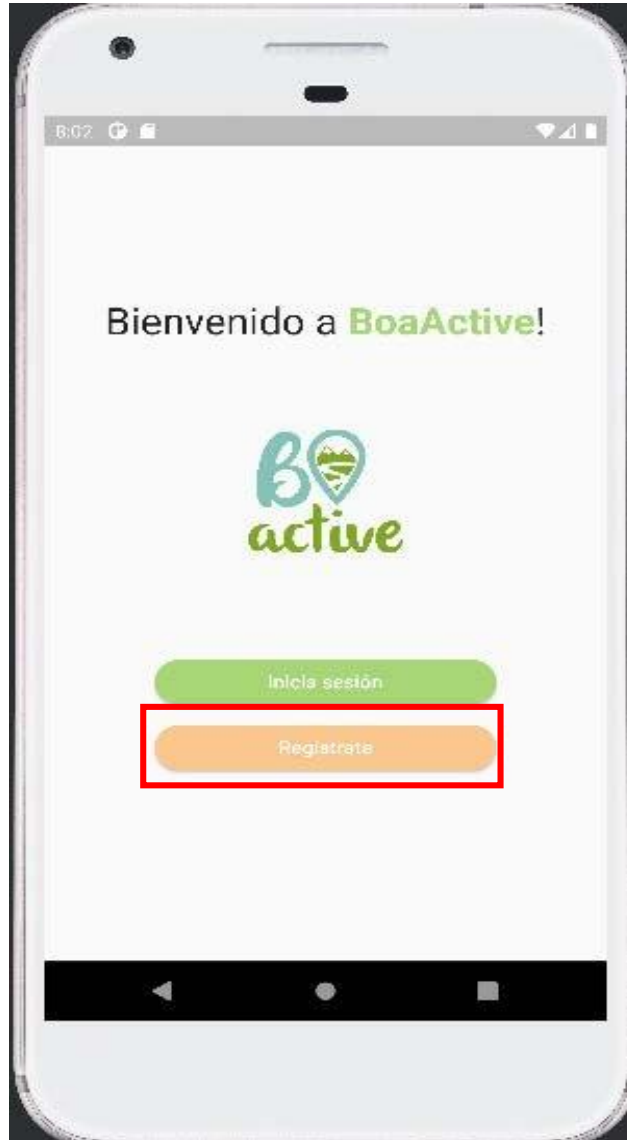 8:02
Bienvenido a BoaActive!
BO
active
Inicia sesión
Registrate